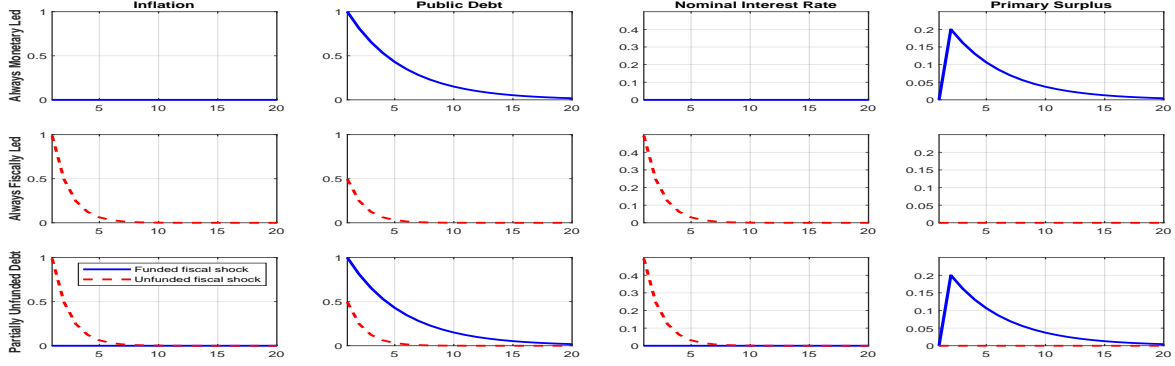 Inflation
Public Debt
Nominal Interest Rate
Primary Surplus
Always Monetary Led
1
0.5
0
5 10 15 20
1
0.5
0
5 10 15 20
0.4
0.3
0.2
0.1
0
5 10 15 20
0.2
0.15
0.1
0.05
0
5 10 15 20
Always Fiscally Led
1
0.5
0
5 10 15 20
1
0.5
0
5 10 15 20
0.4
0.3
0.2
0.1
0
5 10 15 20
0.2
0.15
0.1
0.05
0
5 10 15 20
Partially Unfunded Debt
1
0.5
0
5 10 15 20
Funded fiscal shock
Unfunded fiscal shock
1
0.5
0
5 10 15 20
0.4
0.3
0.2
0.1
0
5 10 15 20
0.2
0.15
0.1
0.05
0
5 10 15 20